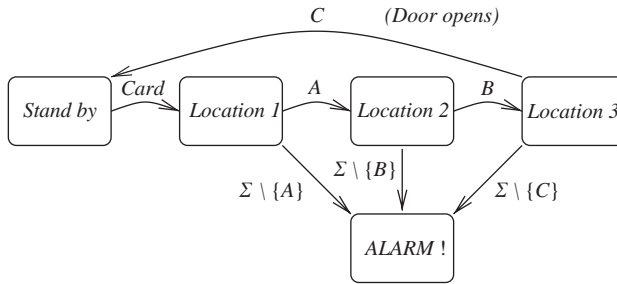 C (Door opens)
Card A B
Stand by Location 1 Location 2 Location 3
Σ \ {A} Σ \ {B} Σ \ {C}
ALARM !